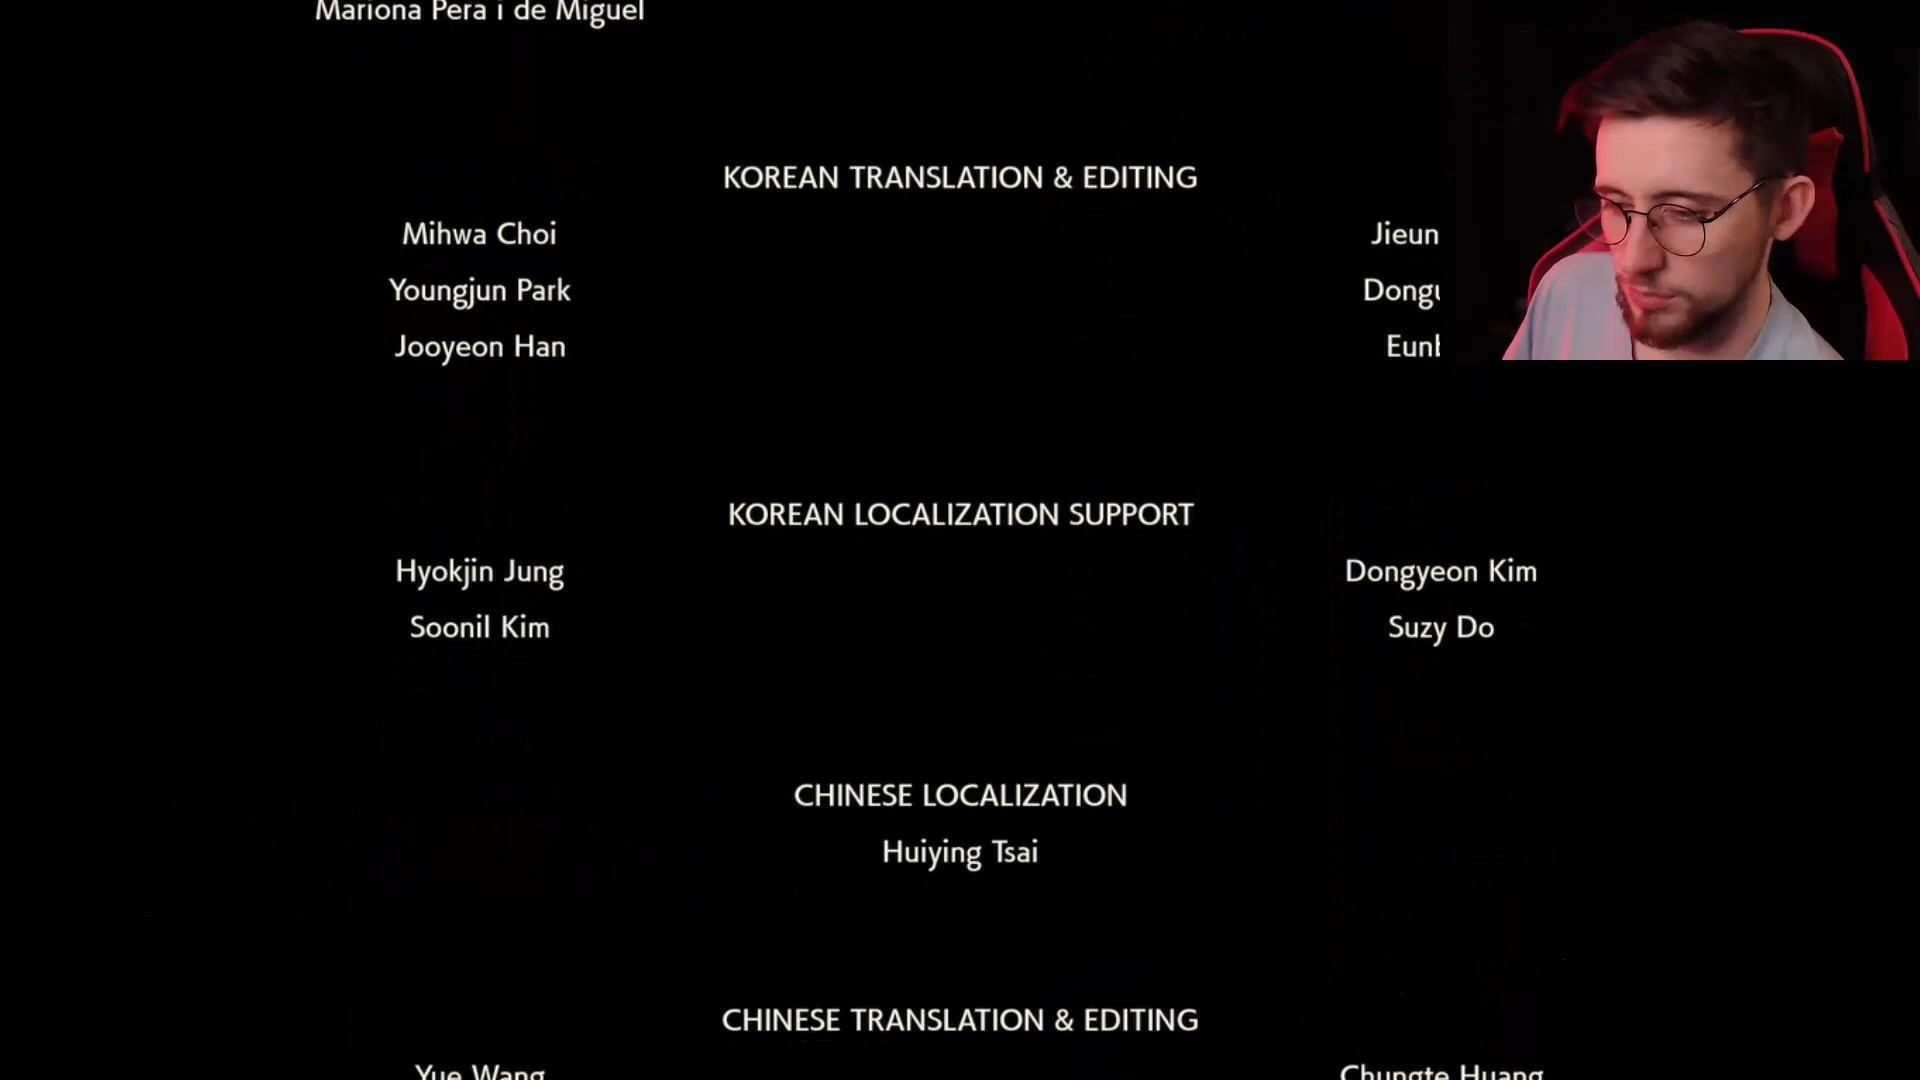 Mariona Pera i de Miguel
KOREAN TRANSLATION & EDITING
Mihwa Choi
Jieun
Youngjun Park
Jooyeon Han
KOREAN LOCALIZATION SUPPORT
Hyokjin Jung
Dongyeon Kim
Soonil Kim
Suzy Do
CHINESE LOCALIZATION
Huiying Tsai
CHINESE TRANSLATION & EDITING
Yue Wang
Chungte Huang